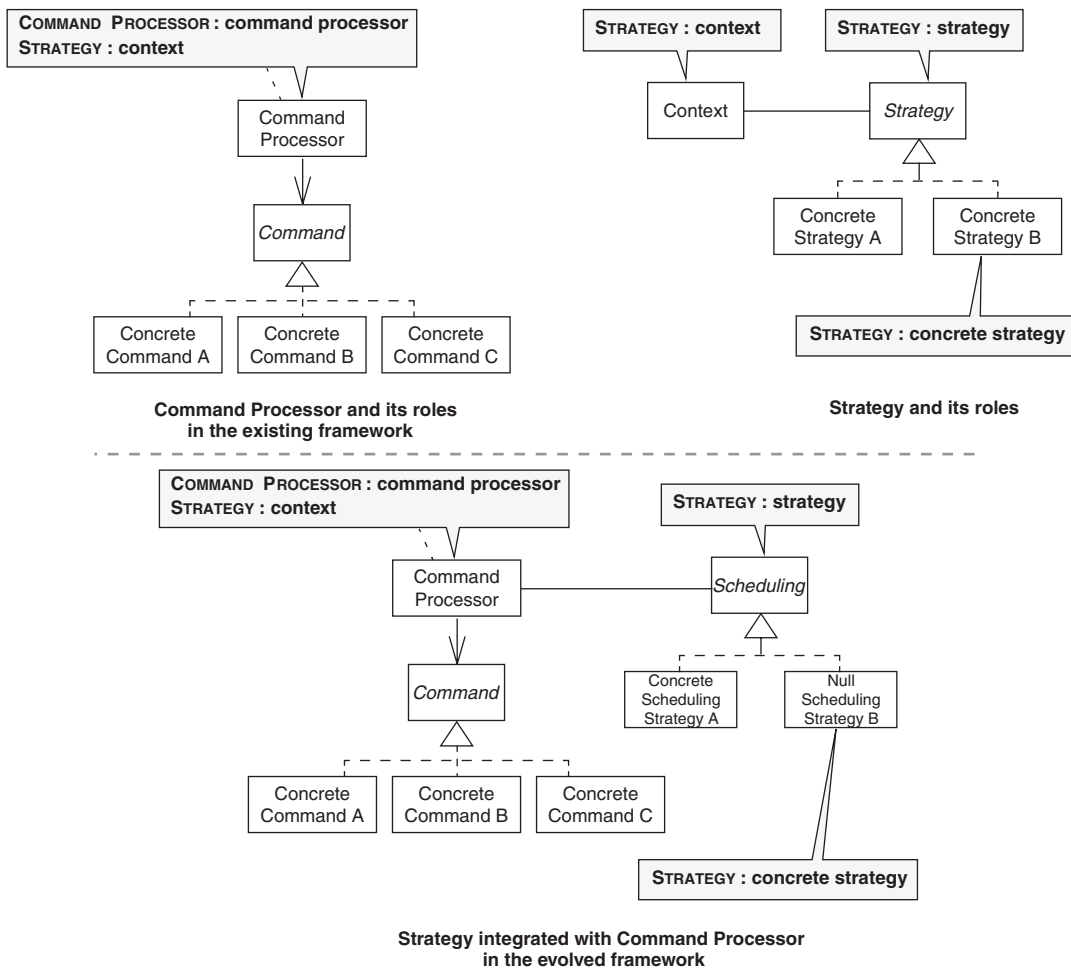 COMMAND PROCESSOR : command processor
STRATEGY : context
Command
Processor
Command
Concrete
Command A
Concrete
Command B
Concrete
Command C
Command Processor and its roles
in the existing framework
STRATEGY : context
STRATEGY : strategy
Context
Strategy
Concrete
Strategy A
Concrete
Strategy B
STRATEGY : concrete strategy
Strategy and its roles
COMMAND PROCESSOR : command processor
STRATEGY : context
STRATEGY : strategy
Command
Processor
Scheduling
Command
Concrete
Scheduling
Strategy A
Null
Scheduling
Strategy B
Concrete
Command A
Concrete
Command B
Concrete
Command C
STRATEGY : concrete strategy
Strategy integrated with Command Processor
in the evolved framework